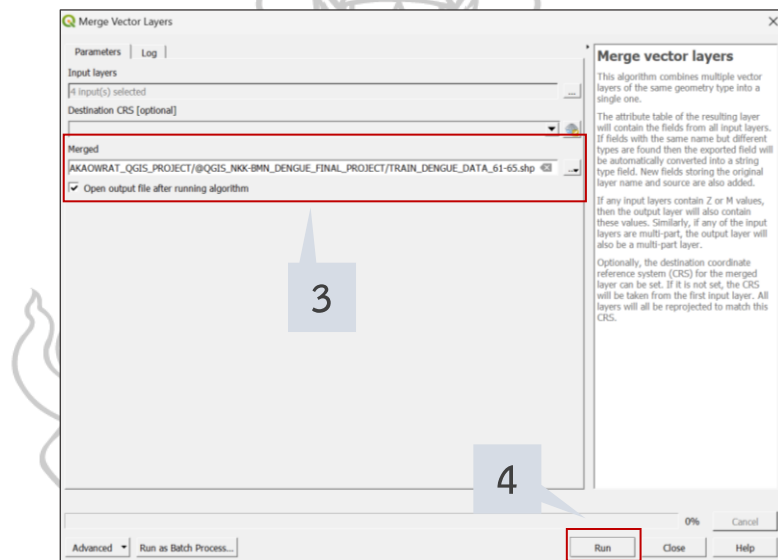 Merge Vector Layers
Parameters
Log
Input layers
4 input(s) selected
...
Destination CRS [optional]
Merged
AKAOWRAT_QGIS_PROJECT/@QGIS_NKK-BMN_DENGUE_FINAL_PROJECT/TRAIN_DENGUE_DATA_61-65.shp
...
Open output file after running algorithm
3
4
0%
Cancel
Advanced
Run as Batch Process...
Run
Close
Help
Merge vector layers
This algorithm combines multiple vector
layers of the same geometry type into a
single one.
The attribute table of the resulting layer
will contain the fields from all input layers.
If fields with the same name but different
types are found then the exported field will
be automatically converted into a string
type field. New fields storing the original
layer name and source are also added.
If any input layers contain Z or M values,
then the output layer will also contain
these values. Similarly, if any of the input
layers are multi-part, the output layer will
also be a multi-part layer.
Optionally, the destination coordinate
reference system (CRS) for the merged
layer can be set. If it is not set, the CRS
will be taken from the first input layer. All
layers will all be reprojected to match this
CRS.